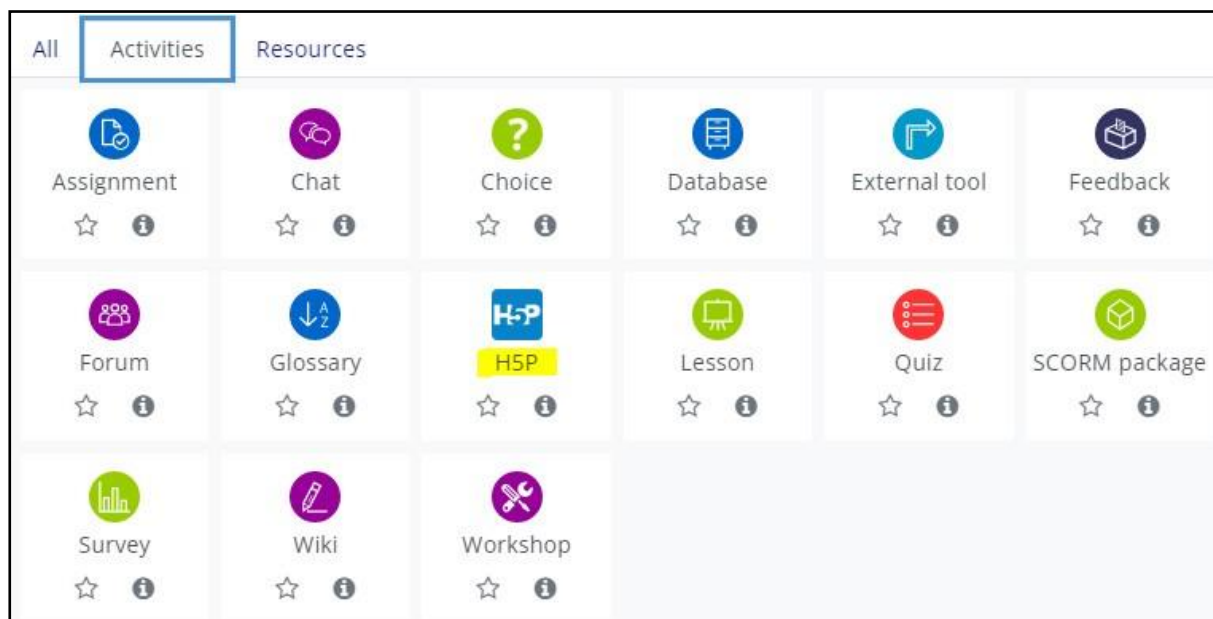 All Activities Resources
Assignment Chat Choice Database External tool Feedback
H5P
Forum Glossary H5P Lesson Quiz SCORM package
Survey Wiki Workshop